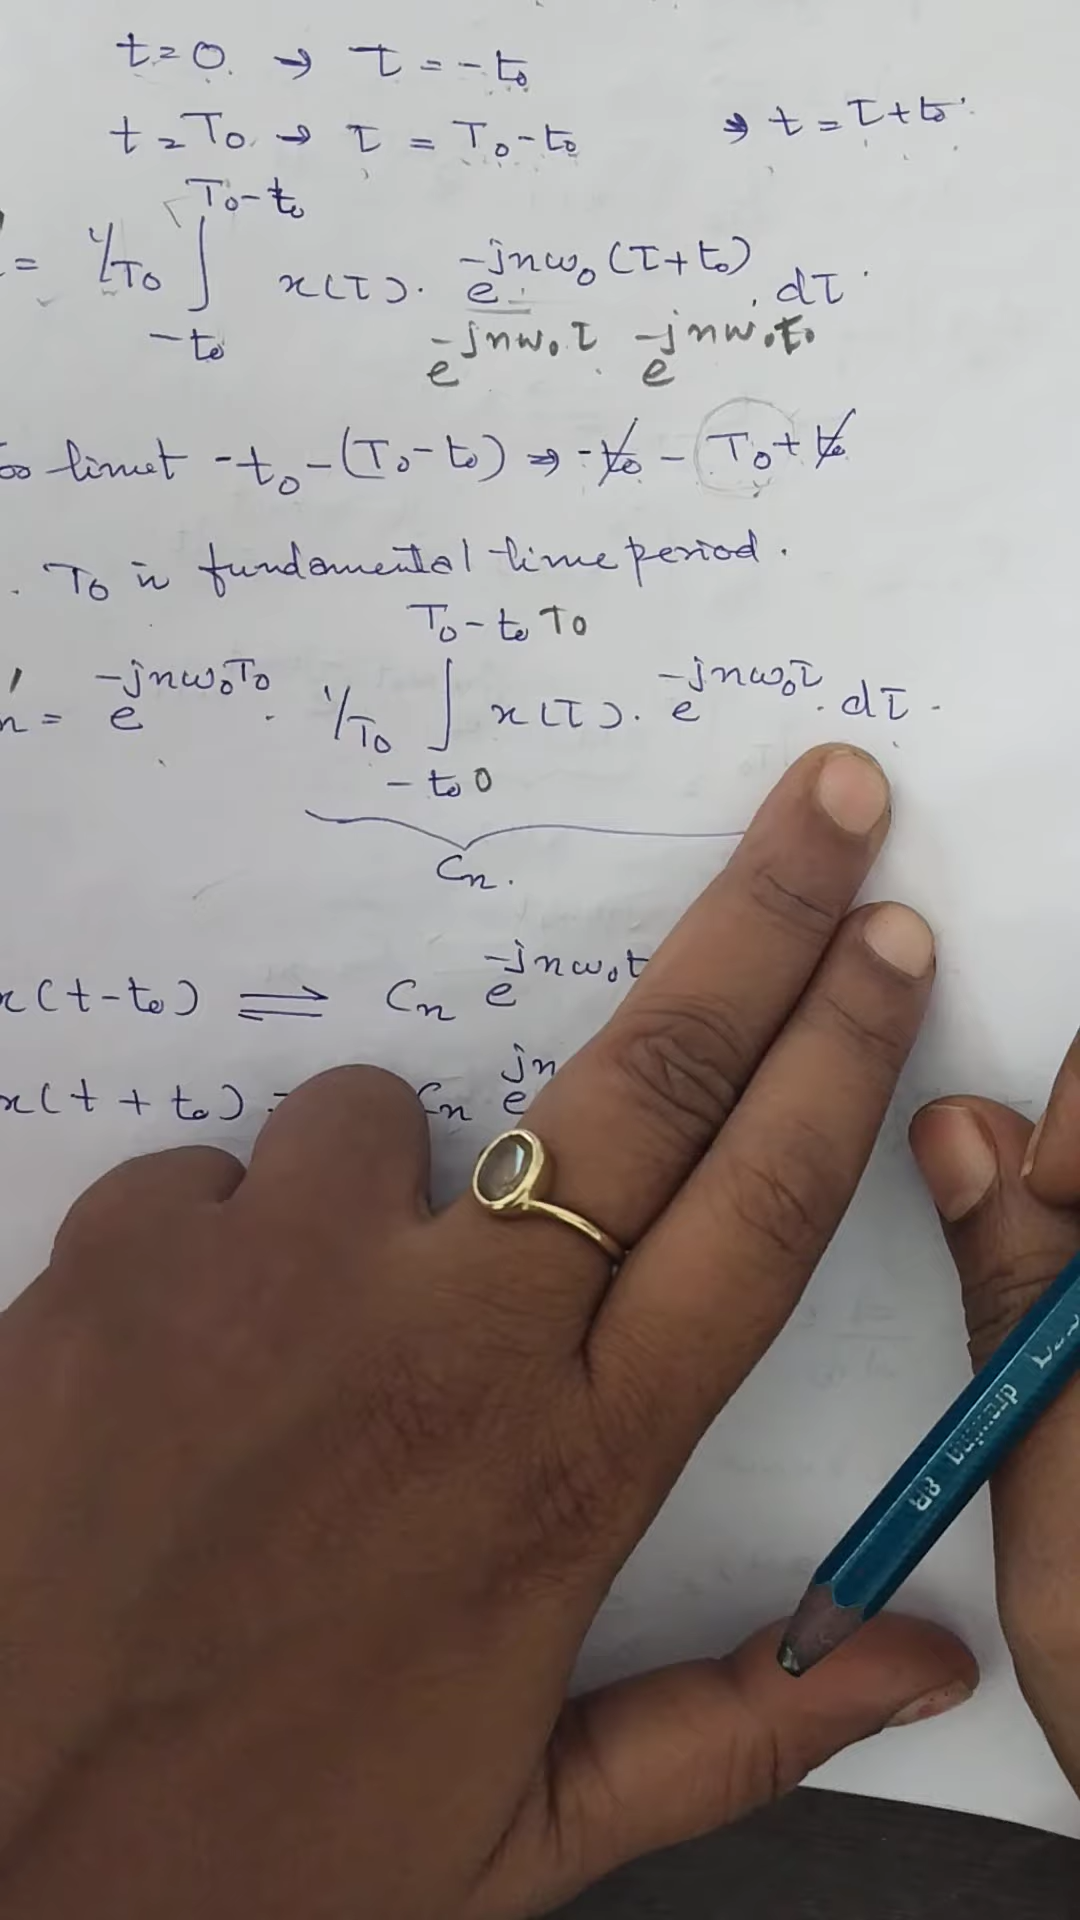 t=0. → τ = -t₀
t=T₀. → τ = T₀-t₀ → t=τ+t₀.
T₀-t₀
= 1/T₀ ∫ x(τ). e^{-jnω₀(τ+t₀)}. dτ.
-t₀
e^{-jnω₀τ}. e^{-jnω₀t₀}
limit -t₀-(T₀-t₀) ⇒ -t₀ - T₀+t₀
. T₀ is fundamental time period.
T₀-t₀ T0
n = e^{-jnω₀T₀}. 1/T₀ ∫ x(τ). e^{-jnω₀τ}. dτ.
-t₀ 0
Cn.
x(t-t₀) ⇌ Cn e^{-jnω₀t
x(t+t₀) Cn e^{jn
drawing 8B